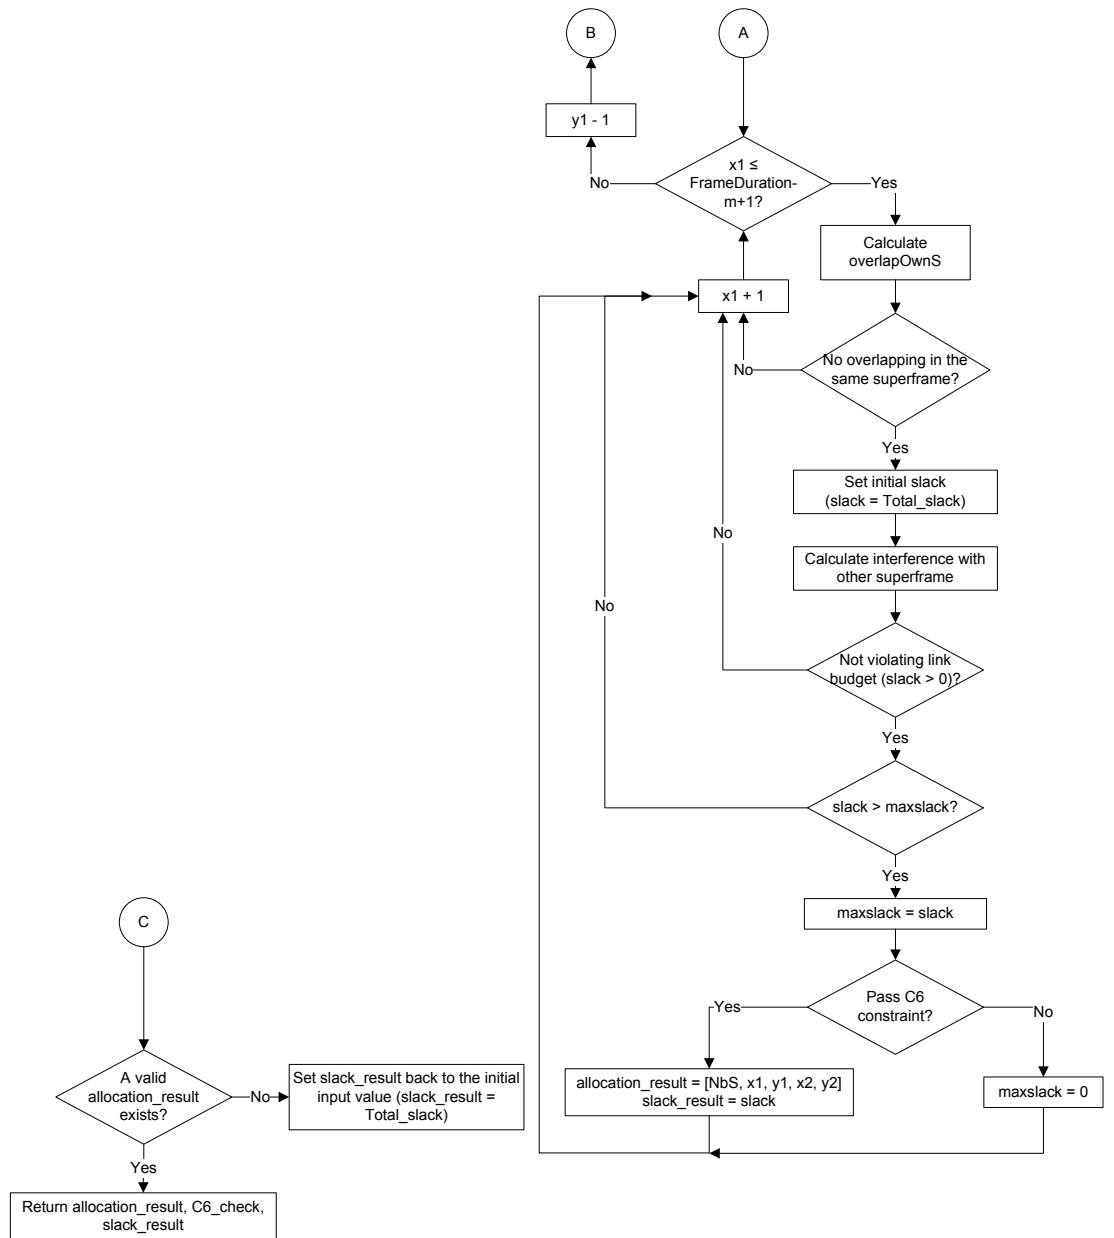 B
A
y1 - 1
x1 ≤
FrameDuration-
m+1?
No
Yes
Calculate
overlapOwnS
x1 + 1
No overlapping in the
same superframe?
No
Yes
Set initial slack
(slack = Total_slack)
No
Calculate interference with
other superframe
No
Not violating link
budget (slack > 0)?
Yes
slack > maxslack?
Yes
maxslack = slack
C
Pass C6
constraint?
Yes
No
A valid
allocation_result
exists?
No
Set slack_result back to the initial
input value (slack_result =
Total_slack)
allocation_result = [NbS, x1, y1, x2, y2]
slack_result = slack
maxslack = 0
Yes
Return allocation_result, C6_check,
slack_result